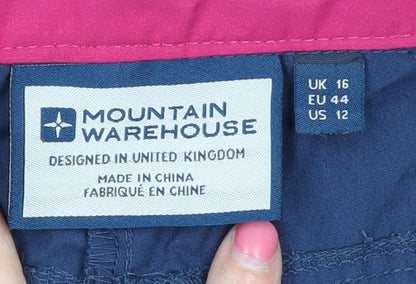 MOUNTAIN
WAREHOUSE
DESIGNED IN UNITED KINGDOM
MADE IN CHINA
FABRIQUÉ EN CHINE
UK 16
EU 44
US 12